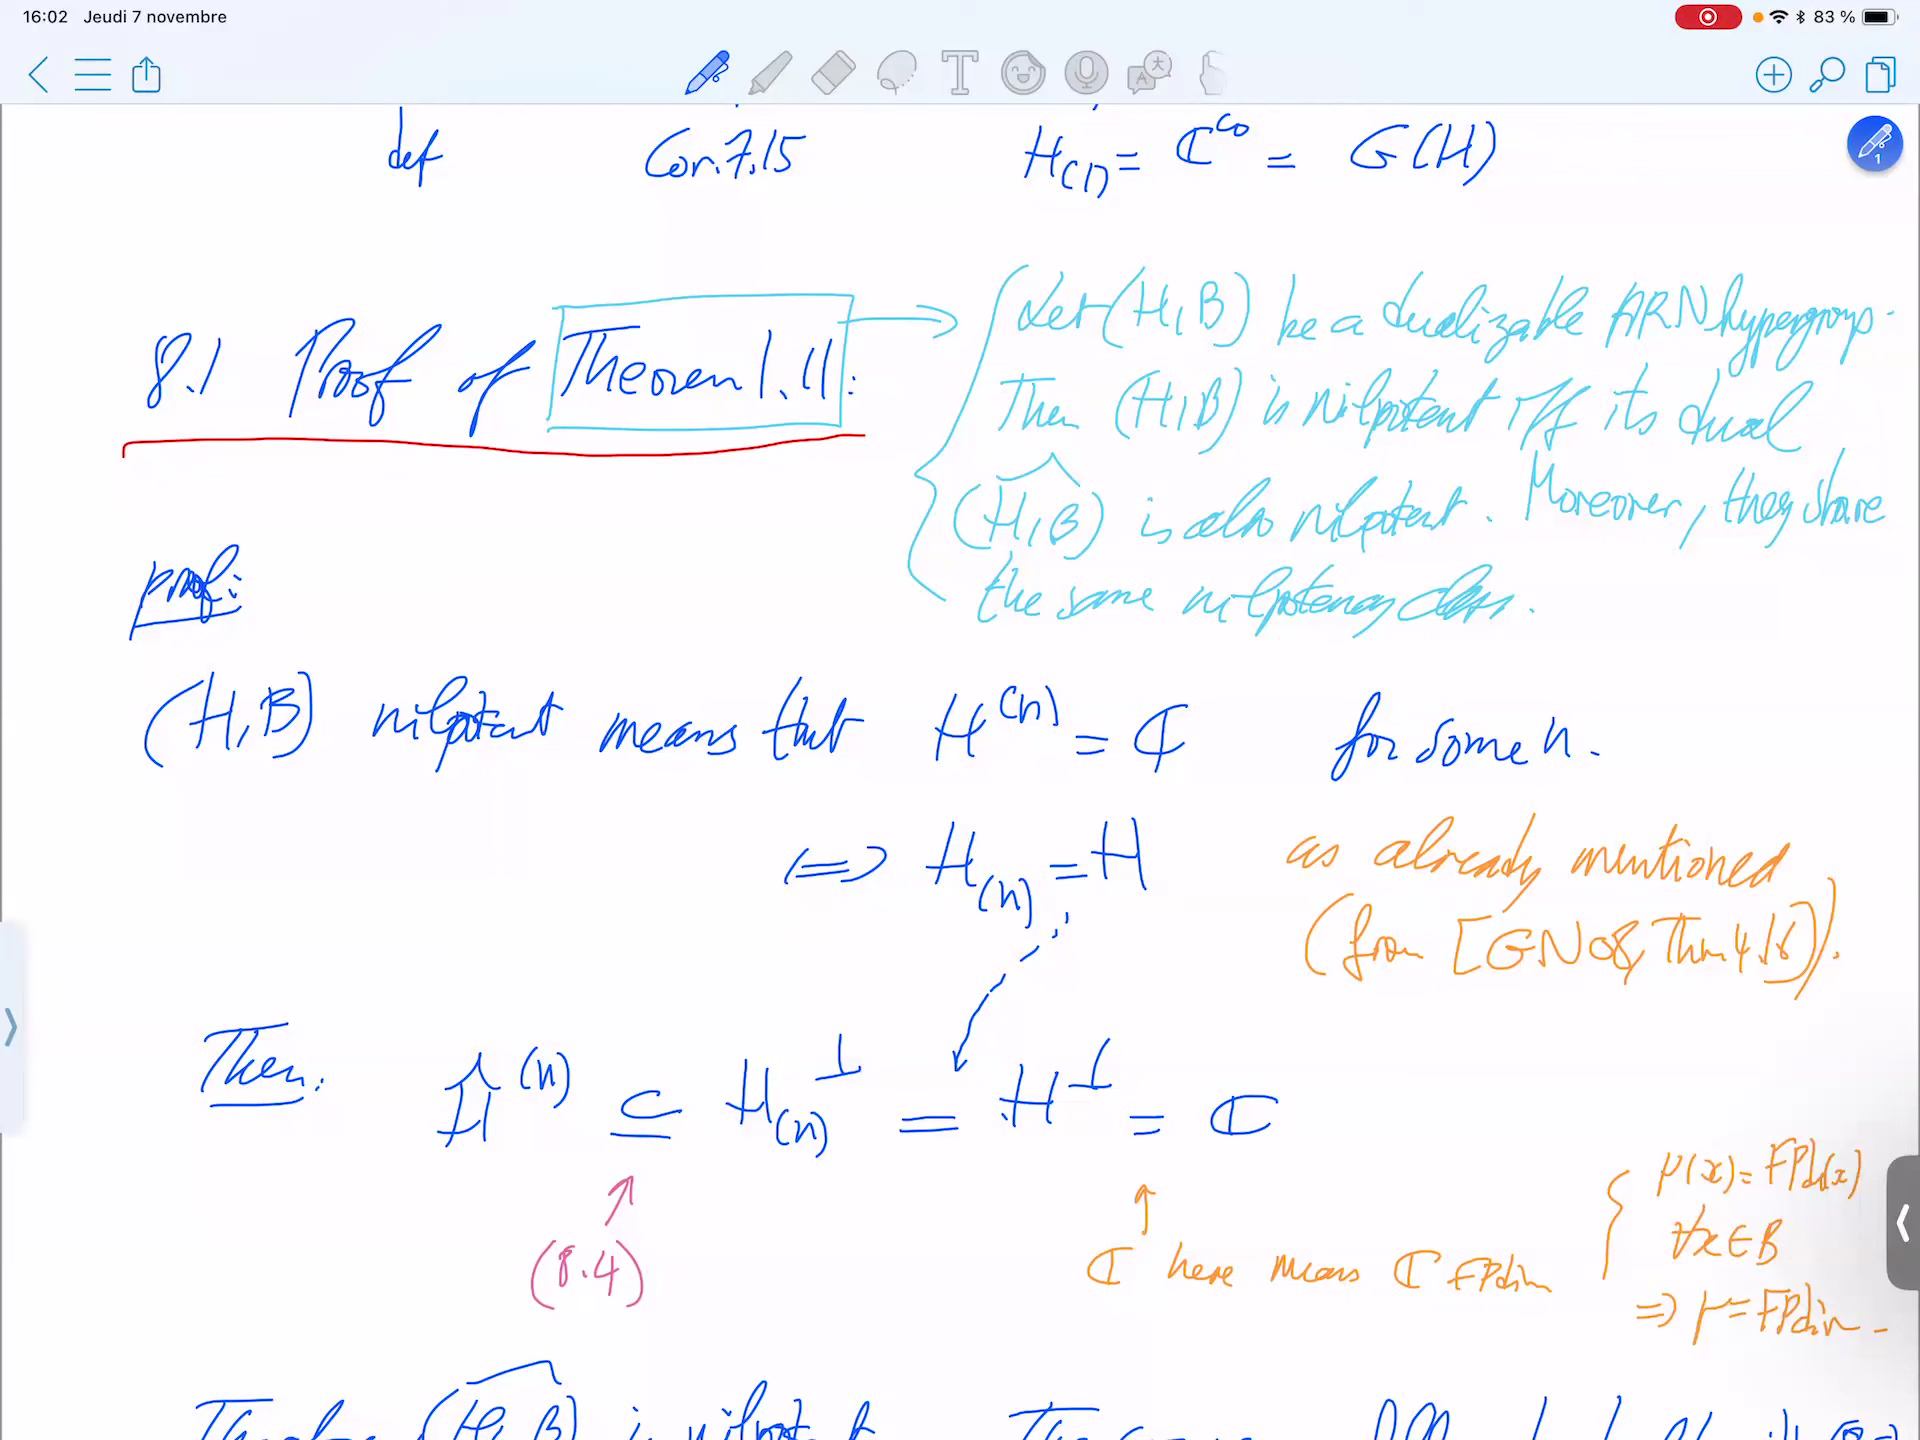 16:02 Jeudi 7 novembre 83 %
def Cor. 7.15 H(1) = ℂ^co = G(H)
8.1 Proof of Theorem 1.11:
Let (H, B) be a dualizable ARN hypergroup.
Then (H, B) is nilpotent iff its dual
(Ĥ, B̂) is also nilpotent. Moreover, they share
the same nilpotency class.
proof:
(H, B) nilpotent means that H^(n) = ℂ for some n.
⟺ H_(n) = H as already mentioned
(from [GN08, Thm 4.16]).
Then: Ĥ^(n) ⊆ H_(n)^⊥ = H^⊥ = ℂ
(8.4)
ℂ here means ℂ FPdim
μ(x) = FPd(x)
∀x ∈ B
⟹ μ = FPdim.
is nilpotent